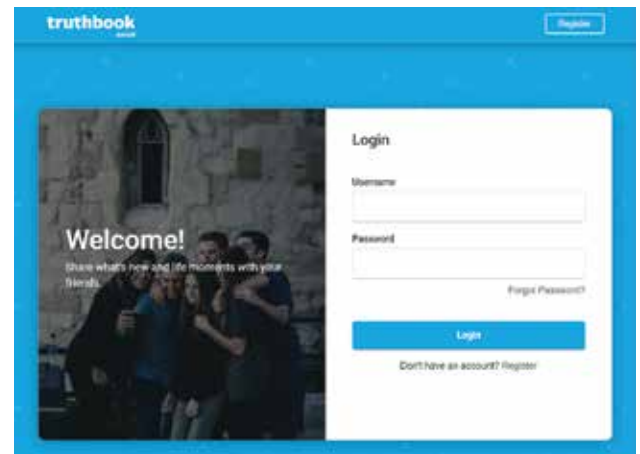 truthbook
Register
Login
Username
Welcome!
Share what's new and life moments with your
friends.
Password
Forgot Password?
Login
Don't have an account? Register